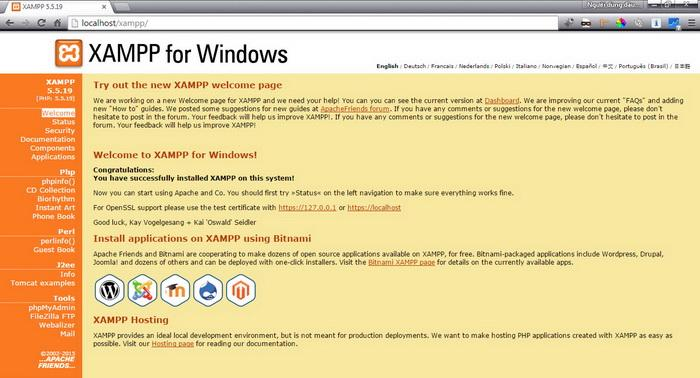 XAMPP 5.5.19
Người dùng đầu...
localhost/xampp/
XAMPP for Windows
English / Deutsch / Francais / Nederlands / Polski / Italiano / Norwegian / Español / 中文 / Português (Brasil) / 日本語
XAMPP
5.5.19
[PHP: 5.5.19]
Welcome
Status
Security
Documentation
Components
Applications
Php
phpinfo()
CD Collection
Biorhythm
Instant Art
Phone Book
Perl
perlinfo()
Guest Book
J2ee
Info
Tomcat examples
Tools
phpMyAdmin
FileZilla FTP
Webalizer
Mail
©2002-2013
...APACHE
FRIENDS...
Try out the new XAMPP welcome page
We are working on a new Welcome page for XAMPP and we need your help! You can you can see the current version at Dashboard. We are improving our current "FAQs" and adding
new "How to" guides. We posted some suggestions for new guides at ApacheFriends forum. If you have any comments or suggestions for the new welcome page, please don't
hesitate to post in the forum. Your feedback will help us improve XAMPP!. If you have any comments or suggestions for the new welcome page, please don't hesitate to post in the
forum. Your feedback will help us improve XAMPP!
Welcome to XAMPP for Windows!
Congratulations:
You have successfully installed XAMPP on this system!
Now you can start using Apache and Co. You should first try »Status« on the left navigation to make sure everything works fine.
For OpenSSL support please use the test certificate with https://127.0.0.1 or https://localhost
Good luck, Kay Vogelgesang + Kai 'Oswald' Seidler
Install applications on XAMPP using Bitnami
Apache Friends and Bitnami are cooperating to make dozens of open source applications available on XAMPP, for free. Bitnami-packaged applications include Wordpress, Drupal,
Joomla! and dozens of others and can be deployed with one-click installers. Visit the Bitnami XAMPP page for details on the currently available apps.
XAMPP Hosting
XAMPP provides an ideal local development environment, but is not meant for production deployments. We want to make hosting PHP applications created with XAMPP as easy as
possible. Visit our Hosting page for reading our documentation.